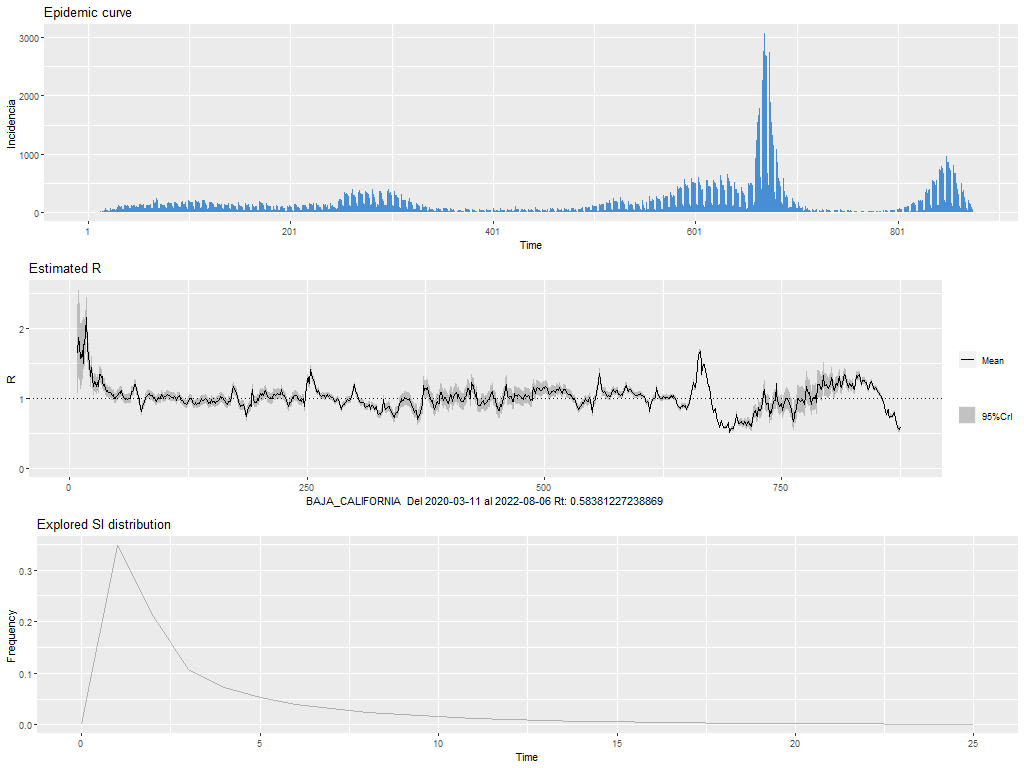 Epidemic curve
Incidencia
3000
2000
1000
0
1
201
401
601
801
Time
Estimated R
R
2
1
0
0
250
500
750
BAJA_CALIFORNIA Del 2020-03-11 al 2022-08-06 Rt: 0.58381227238869
Mean
95%CrI
Explored SI distribution
Frequency
0.3
0.2
0.1
0.0
0
5
10
15
20
25
Time